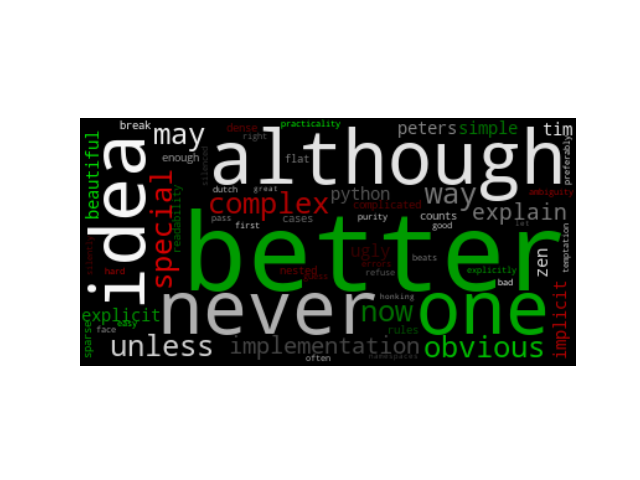 break
may
dense
right
practicality
peters
simple
tim
beautiful
idea
enough
silenced
although
flat
preferably
special
readability
dutch
great
python
way
ambiguity
complex
complicated
explain
pass
first
cases
purity
counts
good
let
better
ugly
errors
beats
temptation
silently
hard
nested
guess
refuse
explicitly
bad
zen
never
honking
now
one
implicit
explicit
easy
face
rules
sparse
unless
implementation
often
namespaces
obvious